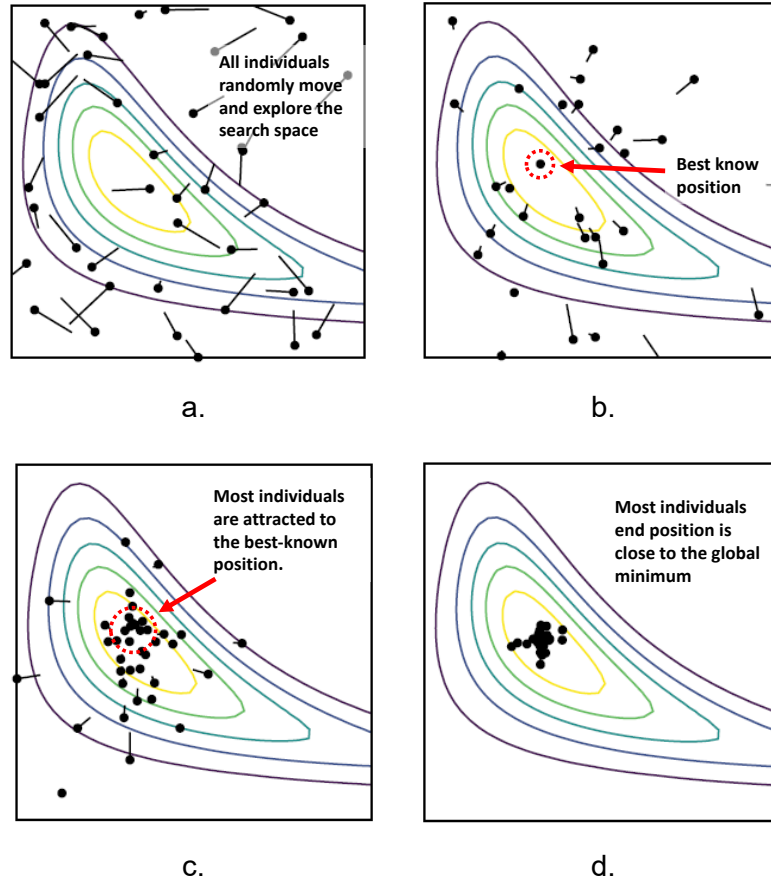 All individuals
randomly move
and explore the
search space
Best know
position
a.
b.
Most individuals
are attracted to
the best-known
position.
Most individuals
end position is
close to the global
minimum
c.
d.